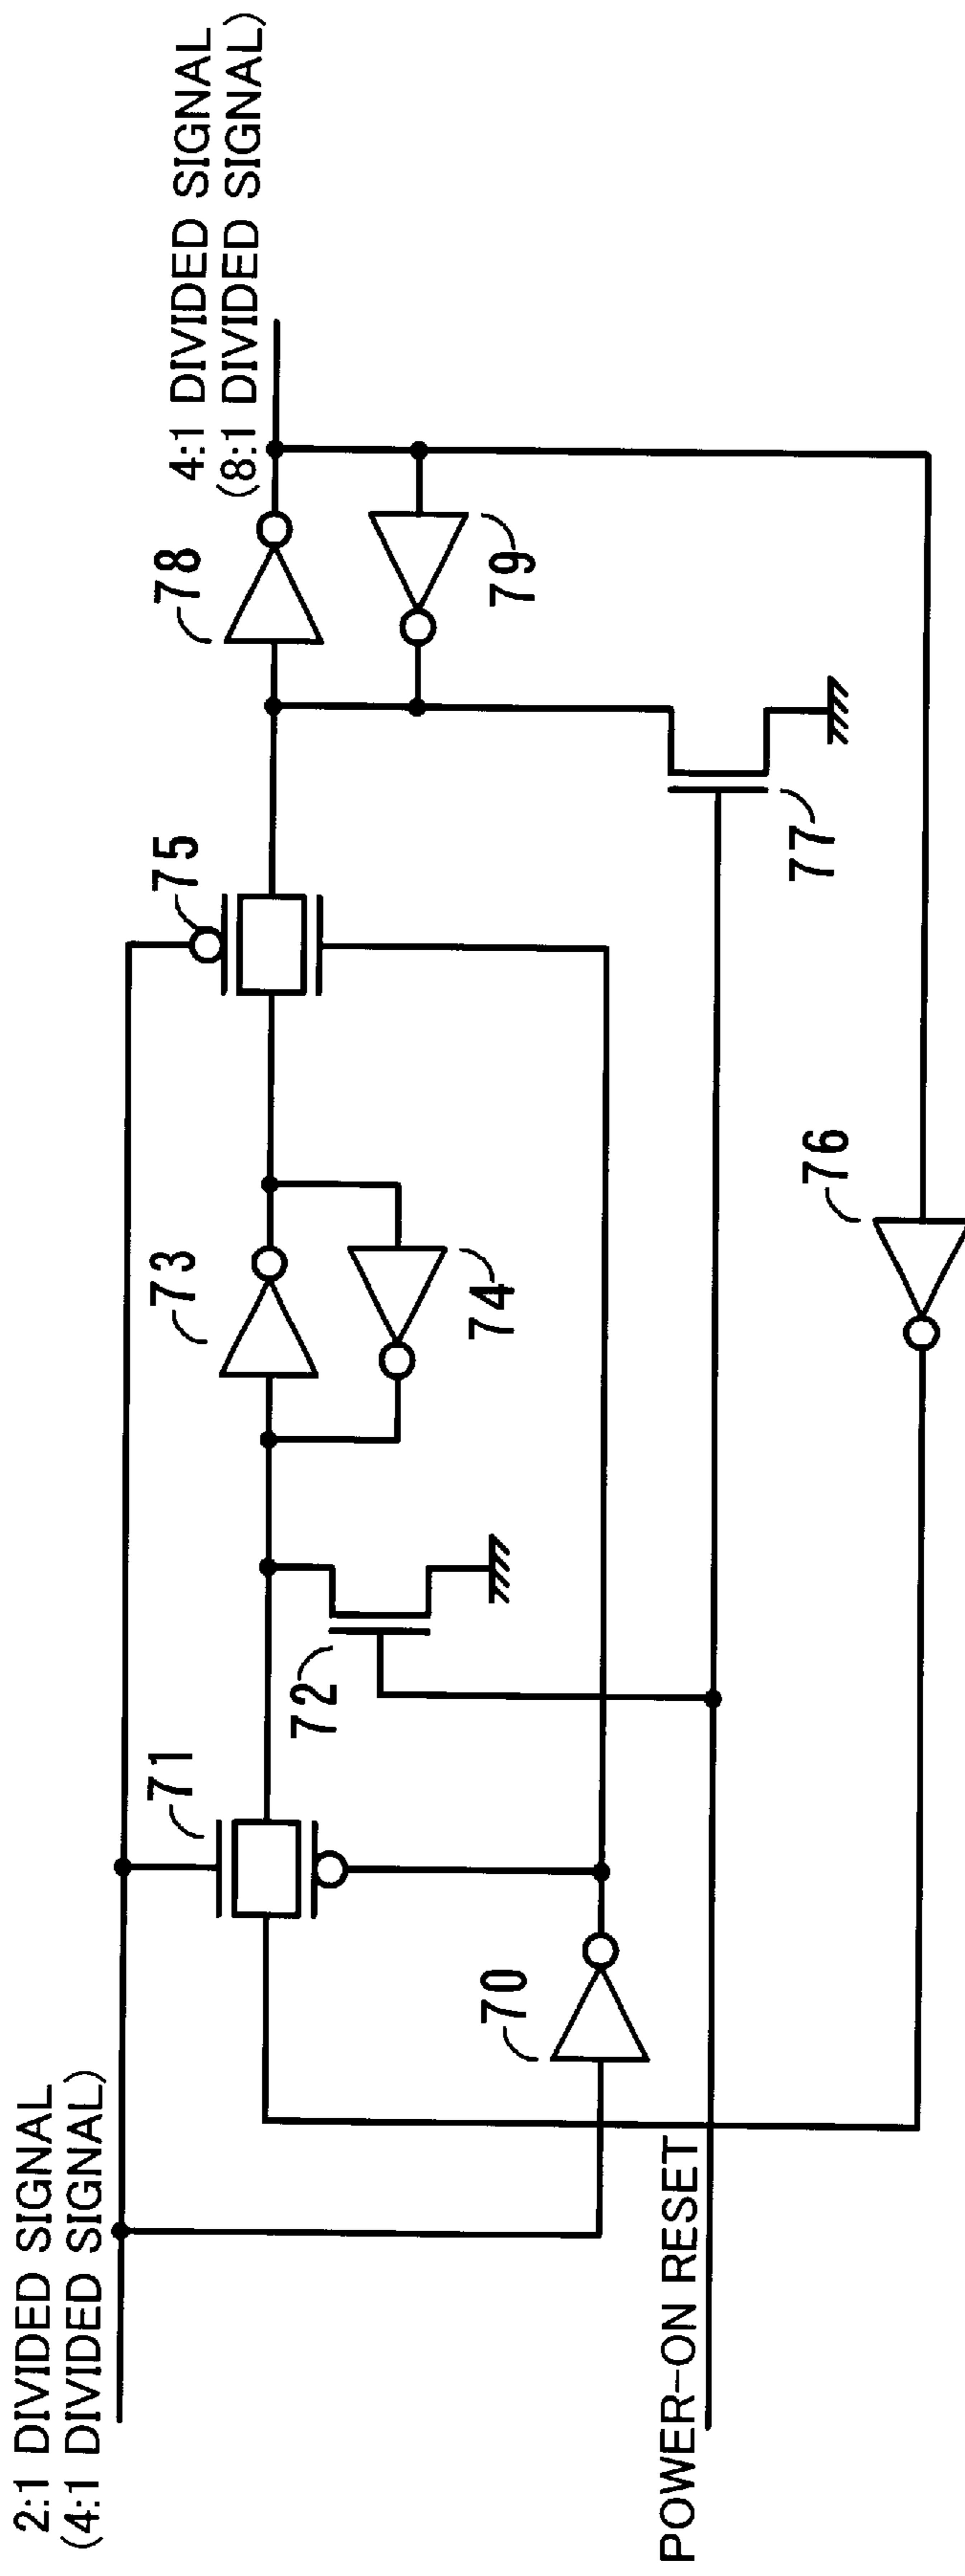 2:1 DIVIDED SIGNAL
(4:1 DIVIDED SIGNAL)
4:1 DIVIDED SIGNAL
(8:1 DIVIDED SIGNAL)
71
73
75
78
72
74
79
70
77
76
POWER-ON RESET